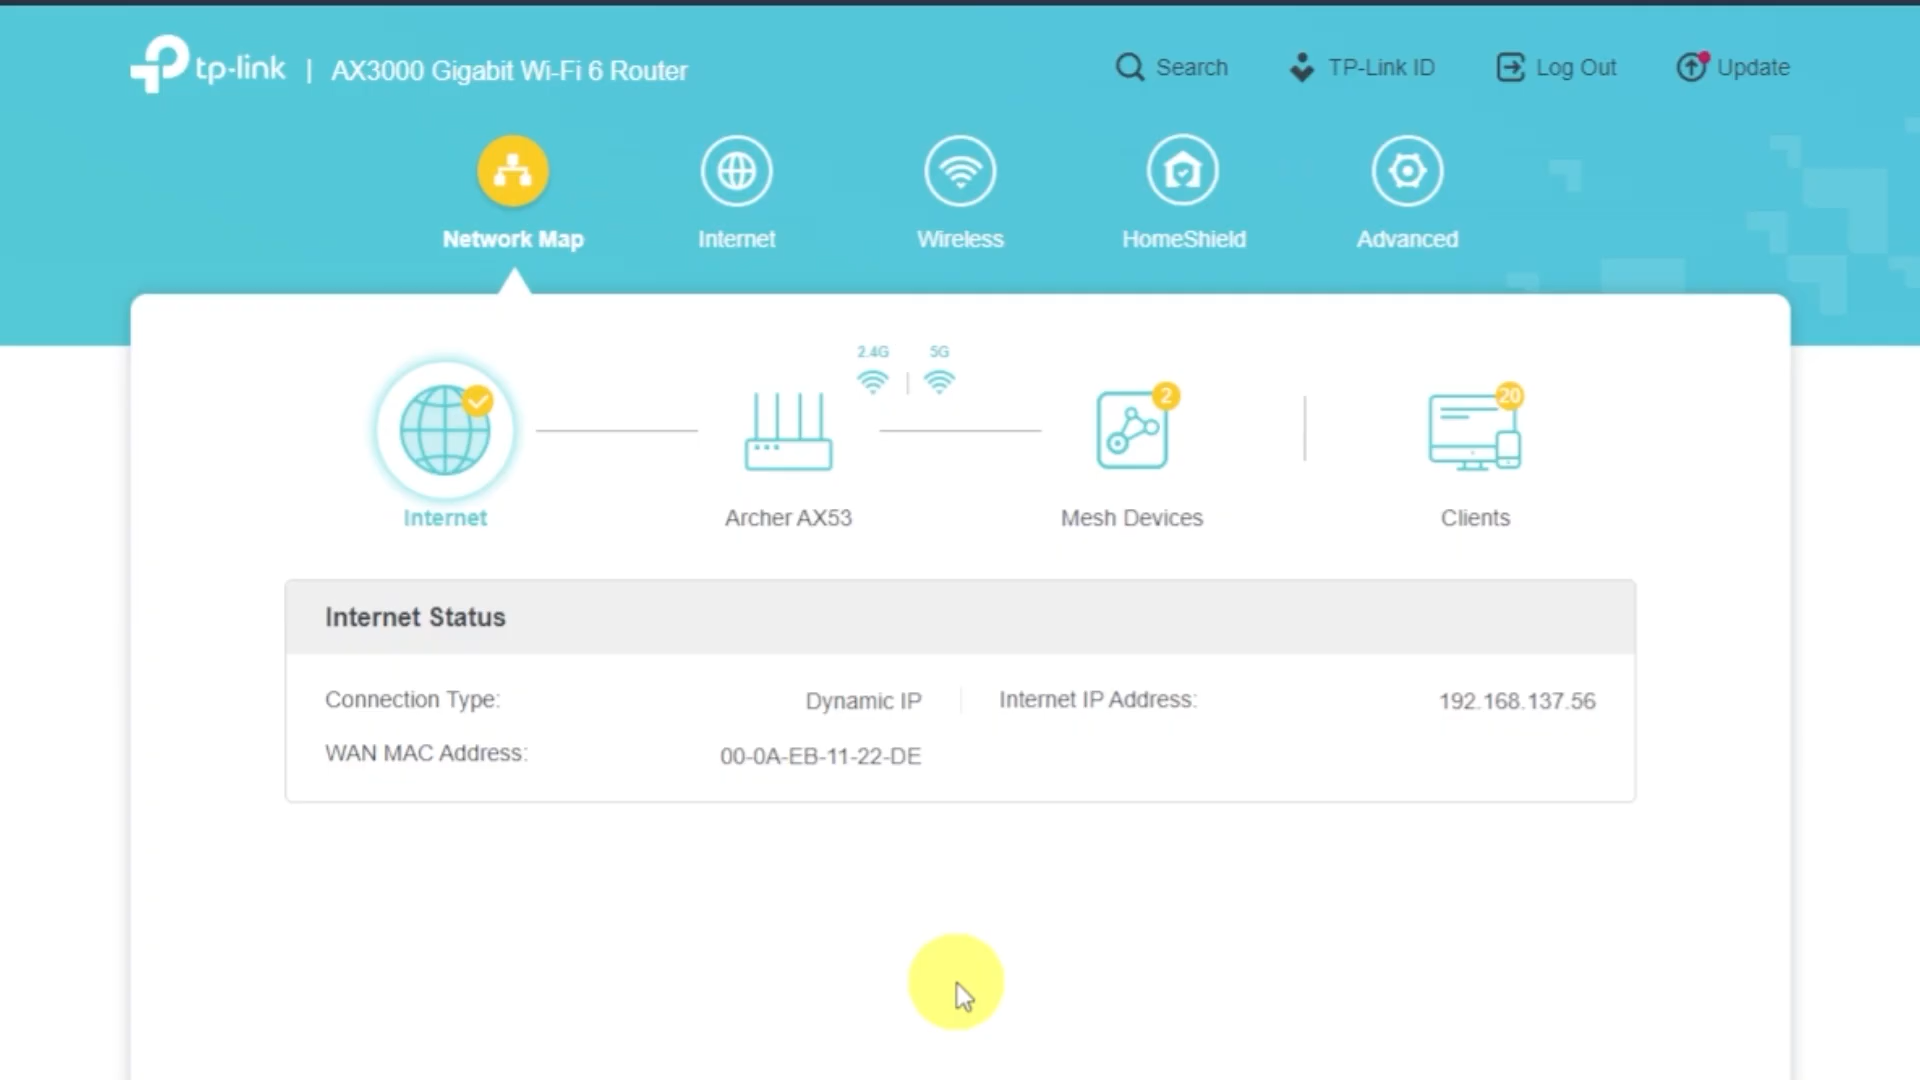 tp-link | AX3000 Gigabit Wi-Fi 6 Router
Search
TP-Link ID
Log Out
Update
Network Map
Internet
Wireless
HomeShield
Advanced
2.4G
5G
2
20
Internet
Archer AX53
Mesh Devices
Clients
Internet Status
Connection Type: Dynamic IP
Internet IP Address: 192.168.137.56
WAN MAC Address: 00-0A-EB-11-22-DE